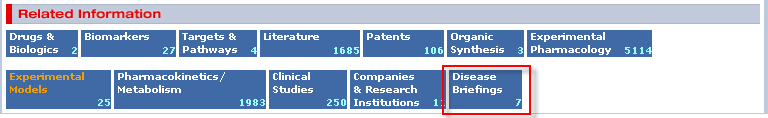 Related Information
Drugs & Biologics 2
Biomarkers 27
Targets & Pathways 4
Literature 1685
Patents 106
Organic Synthesis 3
Experimental Pharmacology 5114
Experimental Models 25
Pharmacokinetics/ Metabolism 1983
Clinical Studies 250
Companies & Research Institutions
Disease Briefings 7